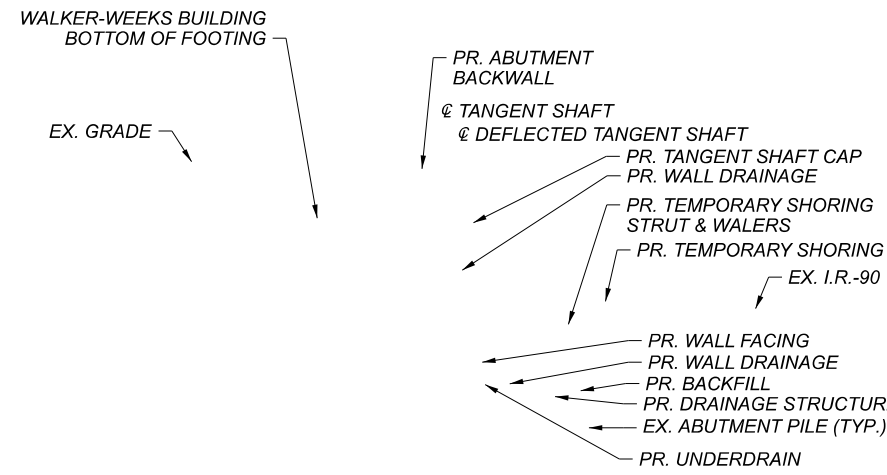 WALKER-WEEKS BUILDING
BOTTOM OF FOOTING
PR. ABUTMENT
BACKWALL
℄ TANGENT SHAFT
℄ DEFLECTED TANGENT SHAFT
EX. GRADE
PR. TANGENT SHAFT CAP
PR. WALL DRAINAGE
PR. TEMPORARY SHORING
STRUT & WALERS
PR. TEMPORARY SHORING
EX. I.R.-90
PR. WALL FACING
PR. WALL DRAINAGE
PR. BACKFILL
PR. DRAINAGE STRUCTUR
EX. ABUTMENT PILE (TYP.)
PR. UNDERDRAIN